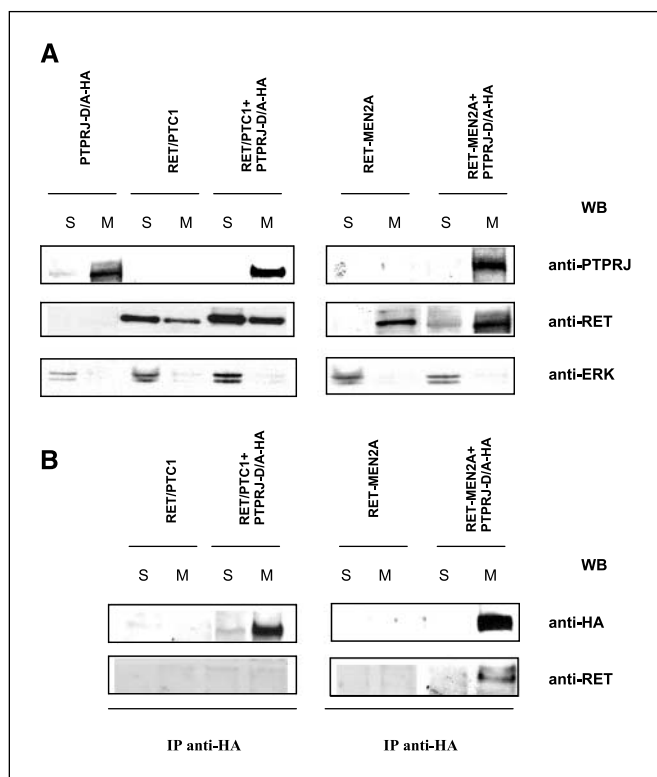 A
PTPRJ-D/A-HA
RET/PTC1
RET/PTC1+
PTPRJ-D/A-HA
RET-MEN2A
RET-MEN2A+
PTPRJ-D/A-HA
WB
S M S M S M S M S M
anti-PTPRJ
anti-RET
anti-ERK
B
RET/PTC1
RET/PTC1+
PTPRJ-D/A-HA
RET-MEN2A
RET-MEN2A+
PTPRJ-D/A-HA
WB
S M S M S M S M
anti-HA
anti-RET
IP anti-HA IP anti-HA